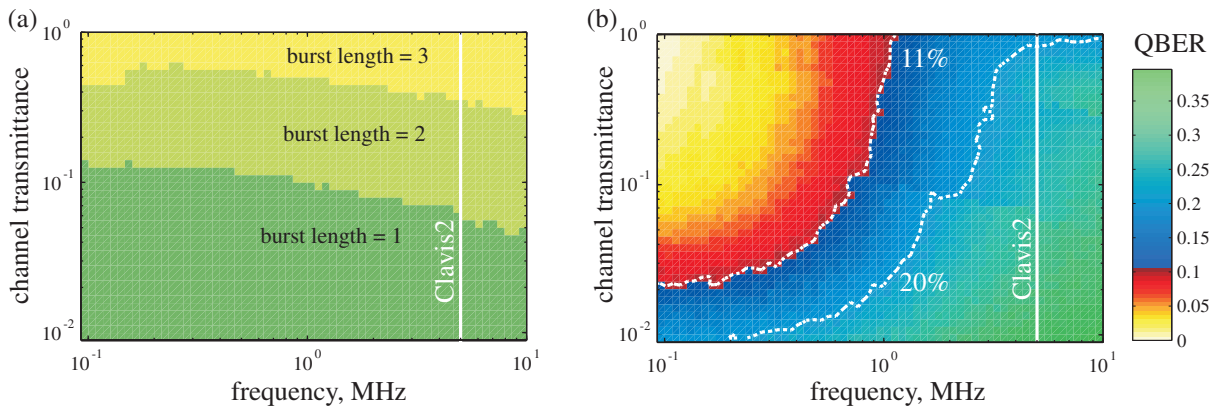 (a)
10^0
10^-1
10^-2
channel transmittance
burst length = 3
burst length = 2
burst length = 1
Clavis2
10^-1
10^0
10^1
frequency, MHz
(b)
10^0
10^-1
10^-2
channel transmittance
11%
20%
Clavis2
10^-1
10^0
10^1
frequency, MHz
QBER
0.35
0.3
0.25
0.2
0.15
0.1
0.05
0